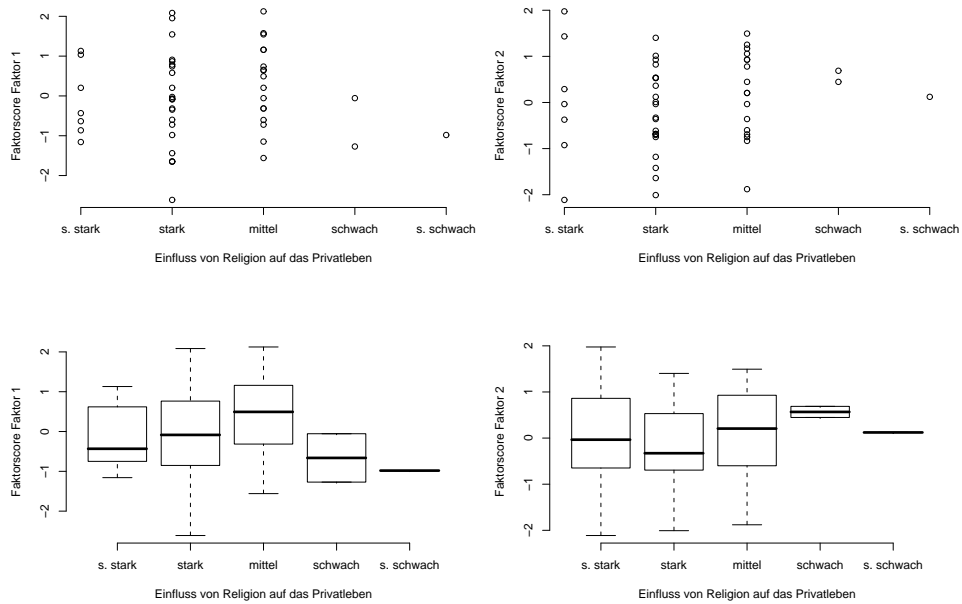 Faktorscore Faktor 1
2
1
0
−1
−2
s. stark
stark
mittel
schwach
s. schwach
Einfluss von Religion auf das Privatleben
Faktorscore Faktor 2
2
1
0
−1
−2
s. stark
stark
mittel
schwach
s. schwach
Einfluss von Religion auf das Privatleben
Faktorscore Faktor 1
2
1
0
−1
−2
s. stark
stark
mittel
schwach
s. schwach
Einfluss von Religion auf das Privatleben
Faktorscore Faktor 2
2
1
0
−1
−2
s. stark
stark
mittel
schwach
s. schwach
Einfluss von Religion auf das Privatleben